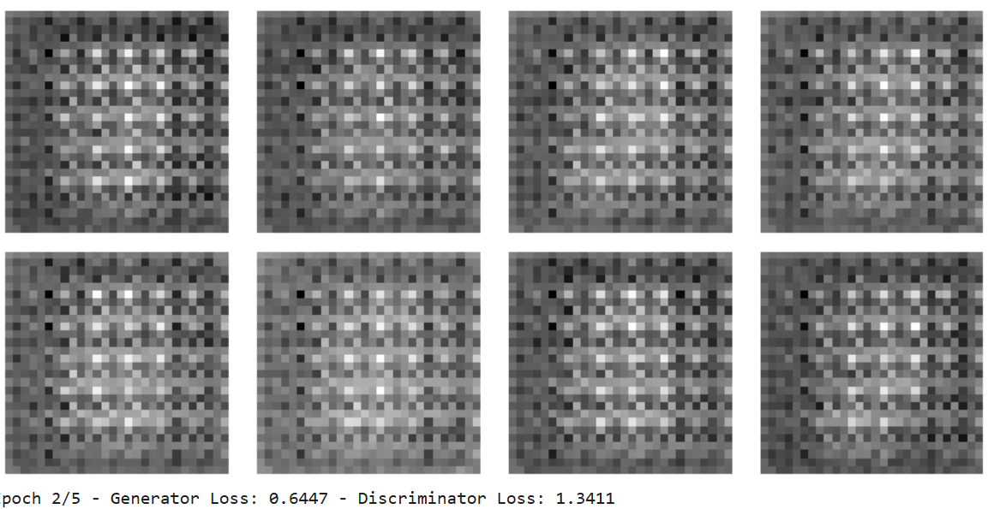 poch 2/5 - Generator Loss: 0.6447 - Discriminator Loss: 1.3411